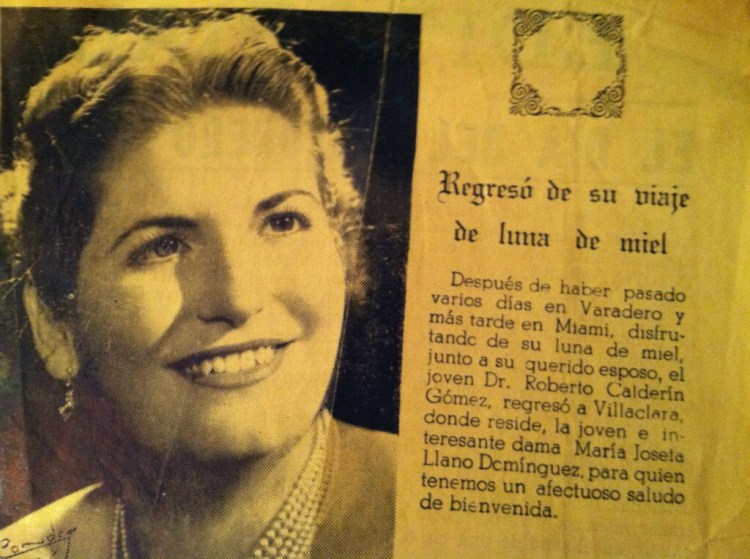 Regresó de su viaje
de luna de miel
Después de haber pasado
varios días en Varadero y
más tarde en Miami, disfru-
tando de su luna de miel,
junto a su querido esposo, el
joven Dr. Roberto Calderín
Gómez, regresó a Villaclara,
donde reside, la joven e in-
teresante dama María Josefa
Llano Domínguez, para quien
tenemos un afectuoso saludo
de bienvenida.